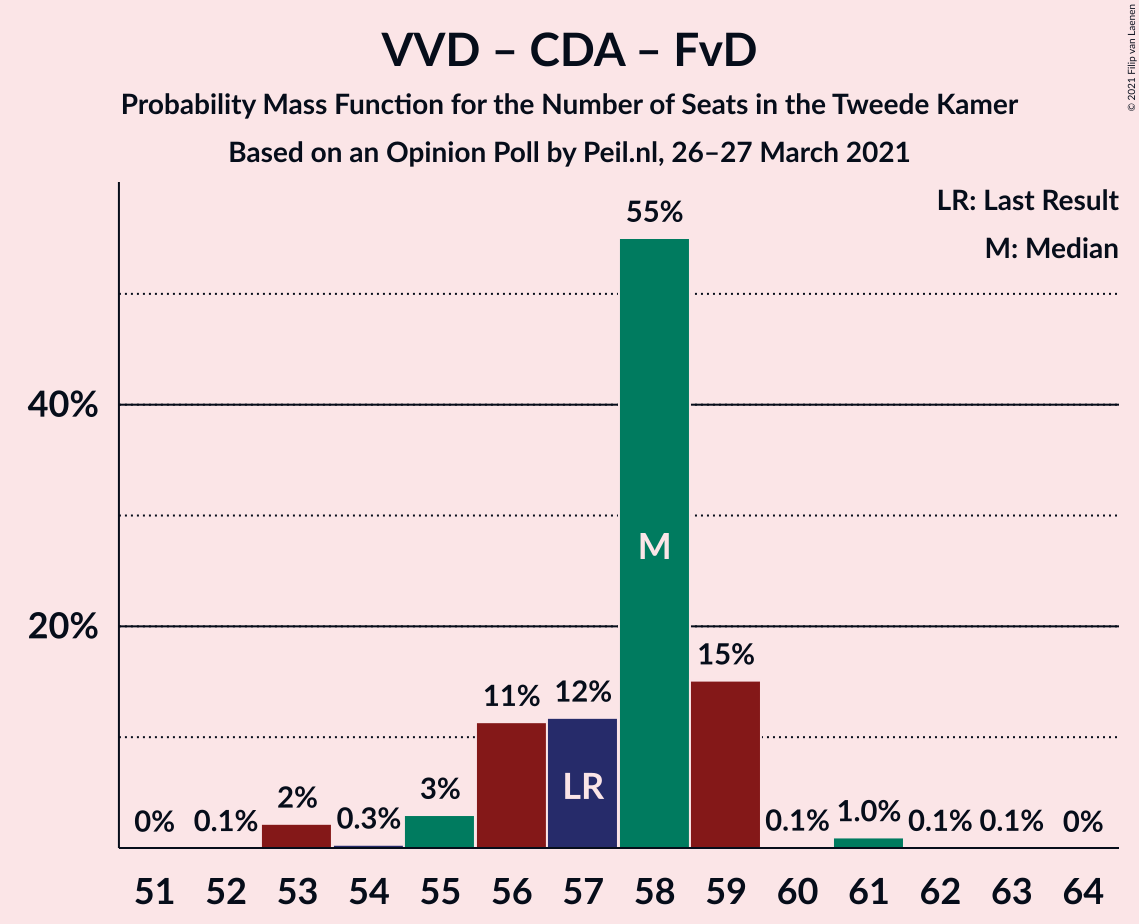 VVD – CDA – FvD
Probability Mass Function for the Number of Seats in the Tweede Kamer
Based on an Opinion Poll by Peil.nl, 26–27 March 2021
© 2021 Filip van Laenen
LR: Last Result
M: Median
55%
40%
M
20%
15%
12%
11%
LR
3%
2%
1.0%
0% 0.1% 0.3% 0.1% 0.1% 0.1% 0%
51 52 53 54 55 56 57 58 59 60 61 62 63 64